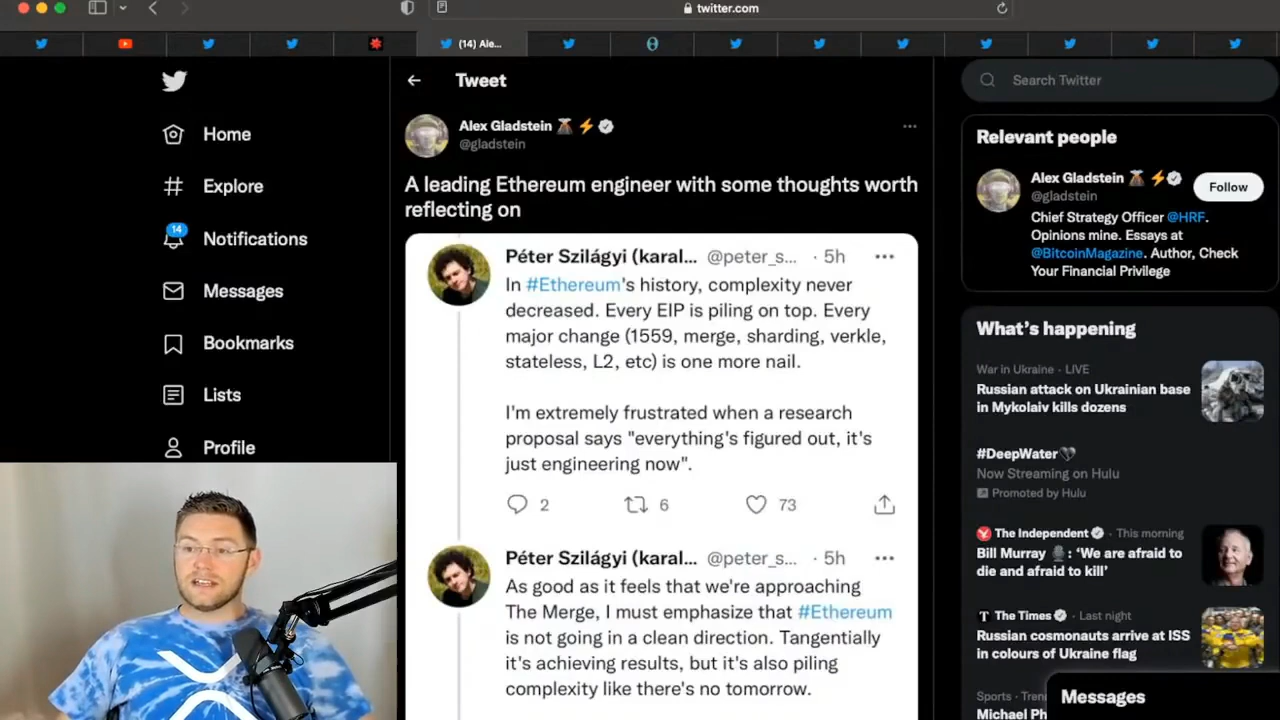 twitter.com
(14) Ale...
Tweet
Search Twitter
Home
Explore
14
Notifications
Messages
Bookmarks
Lists
Profile
Alex Gladstein
@gladstein
A leading Ethereum engineer with some thoughts worth
reflecting on
Péter Szilágyi (karal... @peter_s... · 5h
In #Ethereum's history, complexity never
decreased. Every EIP is piling on top. Every
major change (1559, merge, sharding, verkle,
stateless, L2, etc) is one more nail.
I'm extremely frustrated when a research
proposal says "everything's figured out, it's
just engineering now".
2 6 73
Péter Szilágyi (karal... @peter_s... · 5h
As good as it feels that we're approaching
The Merge, I must emphasize that #Ethereum
is not going in a clean direction. Tangentially
it's achieving results, but it's also piling
complexity like there's no tomorrow.
Relevant people
Alex Gladstein
@gladstein
Follow
Chief Strategy Officer @HRF.
Opinions mine. Essays at
@BitcoinMagazine. Author, Check
Your Financial Privilege
What's happening
War in Ukraine · LIVE
Russian attack on Ukrainian base
in Mykolaiv kills dozens
#DeepWater
Now Streaming on Hulu
Promoted by Hulu
The Independent · This morning
Bill Murray : 'We are afraid to
die and afraid to kill'
The Times · Last night
Russian cosmonauts arrive at ISS
in colours of Ukraine flag
Sports · Tren
Michael Ph
Messages